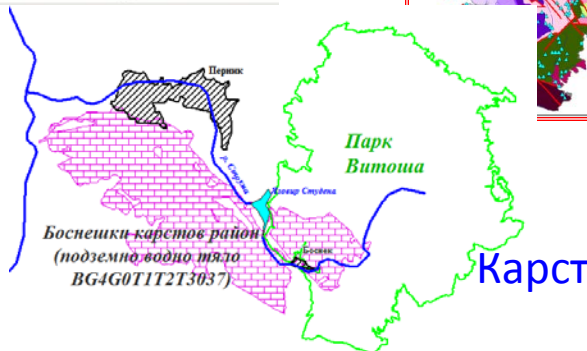 Перник
Парк
Витоша
р. Струма
Язовир Студена
Боснешки карстов район
(подземно водно тяло
BG4G0T1T2T3037)
Боснек
Карст